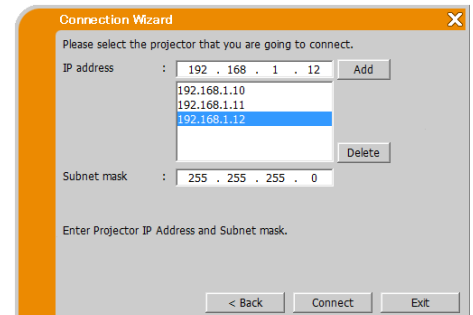 Connection Wizard
Please select the projector that you are going to connect.
IP address : 192 . 168 . 1 . 12 Add
192.168.1.10
192.168.1.11
192.168.1.12
Delete
Subnet mask : 255 . 255 . 255 . 0
Enter Projector IP Address and Subnet mask.
< Back Connect Exit